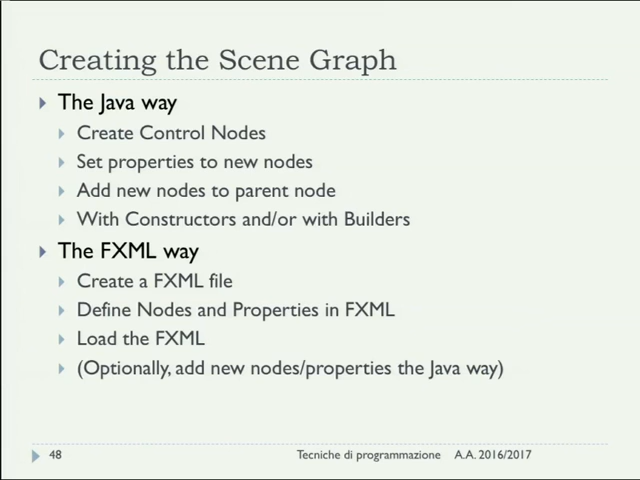 Creating the Scene Graph
The Java way
Create Control Nodes
Set properties to new nodes
Add new nodes to parent node
With Constructors and/or with Builders
The FXML way
Create a FXML file
Define Nodes and Properties in FXML
Load the FXML
(Optionally, add new nodes/properties the Java way)
48 Tecniche di programmazione A.A. 2016/2017